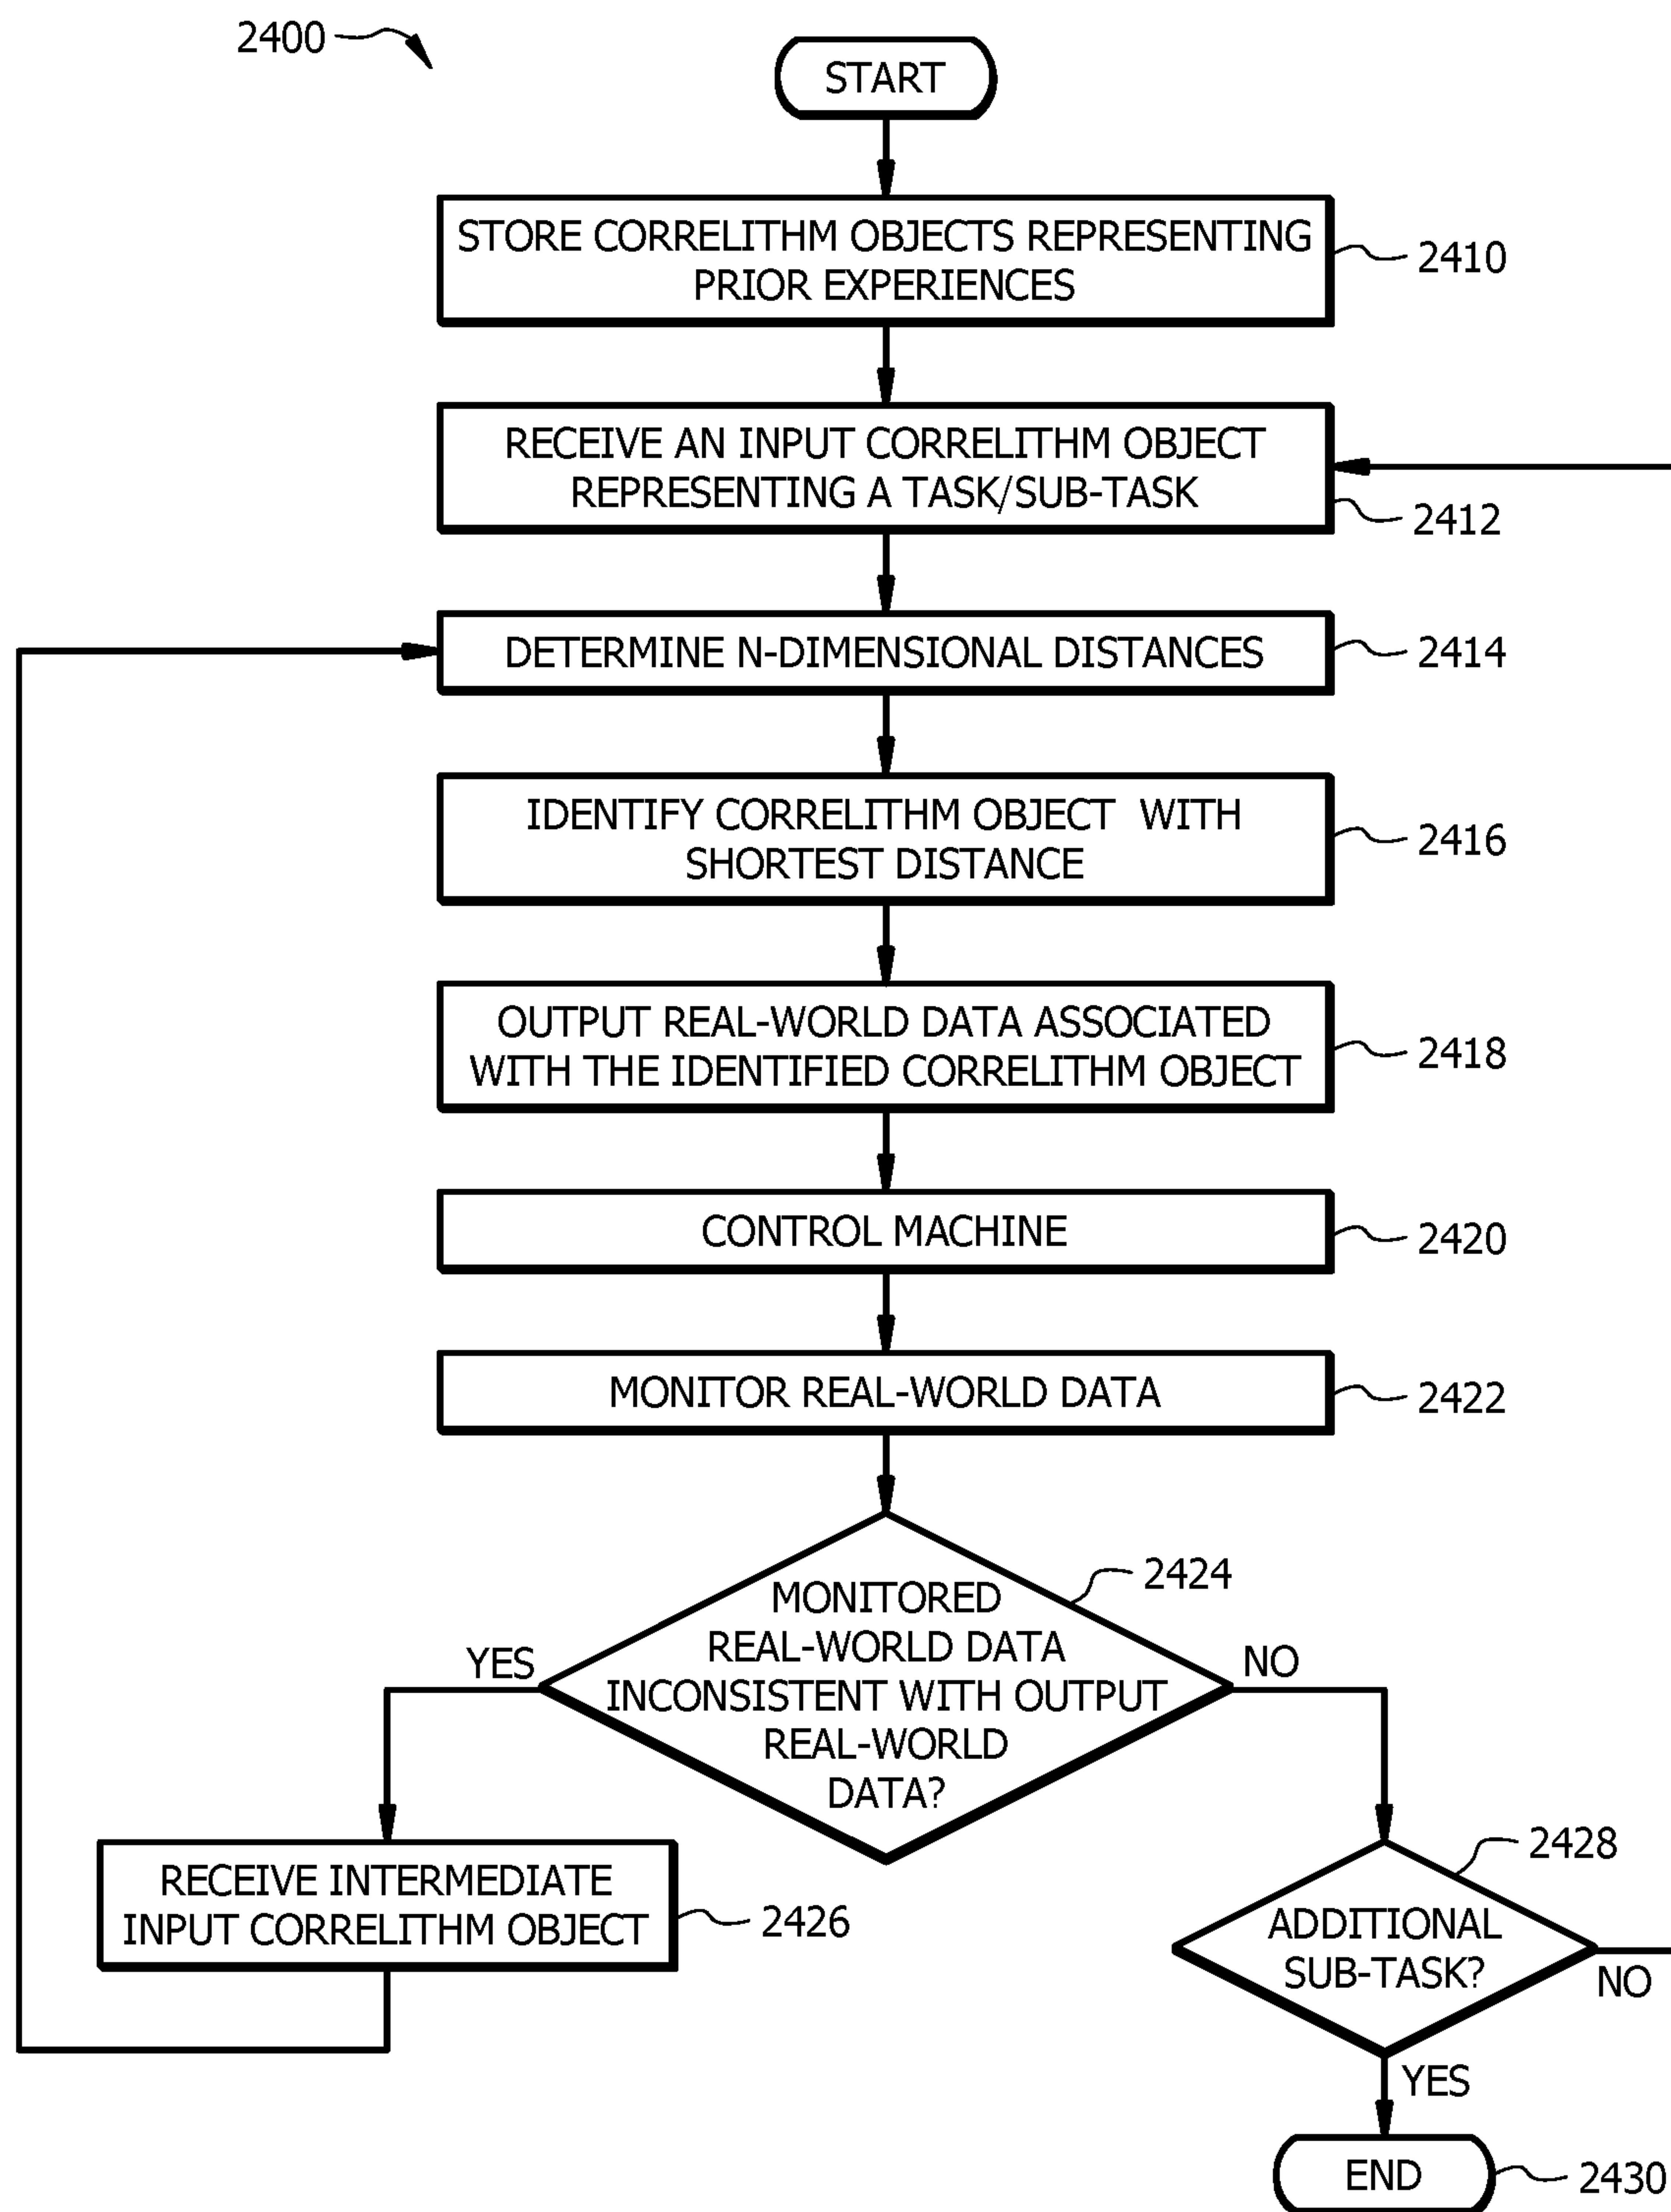 2400
START
STORE CORRELITHM OBJECTS REPRESENTING
PRIOR EXPERIENCES
2410
RECEIVE AN INPUT CORRELITHM OBJECT
REPRESENTING A TASK/SUB-TASK
2412
DETERMINE N-DIMENSIONAL DISTANCES
2414
IDENTIFY CORRELITHM OBJECT WITH
SHORTEST DISTANCE
2416
OUTPUT REAL-WORLD DATA ASSOCIATED
WITH THE IDENTIFIED CORRELITHM OBJECT
2418
CONTROL MACHINE
2420
MONITOR REAL-WORLD DATA
2422
MONITORED
REAL-WORLD DATA
INCONSISTENT WITH OUTPUT
REAL-WORLD
DATA?
2424
YES
NO
RECEIVE INTERMEDIATE
INPUT CORRELITHM OBJECT
2426
ADDITIONAL
SUB-TASK?
2428
NO
YES
END
2430